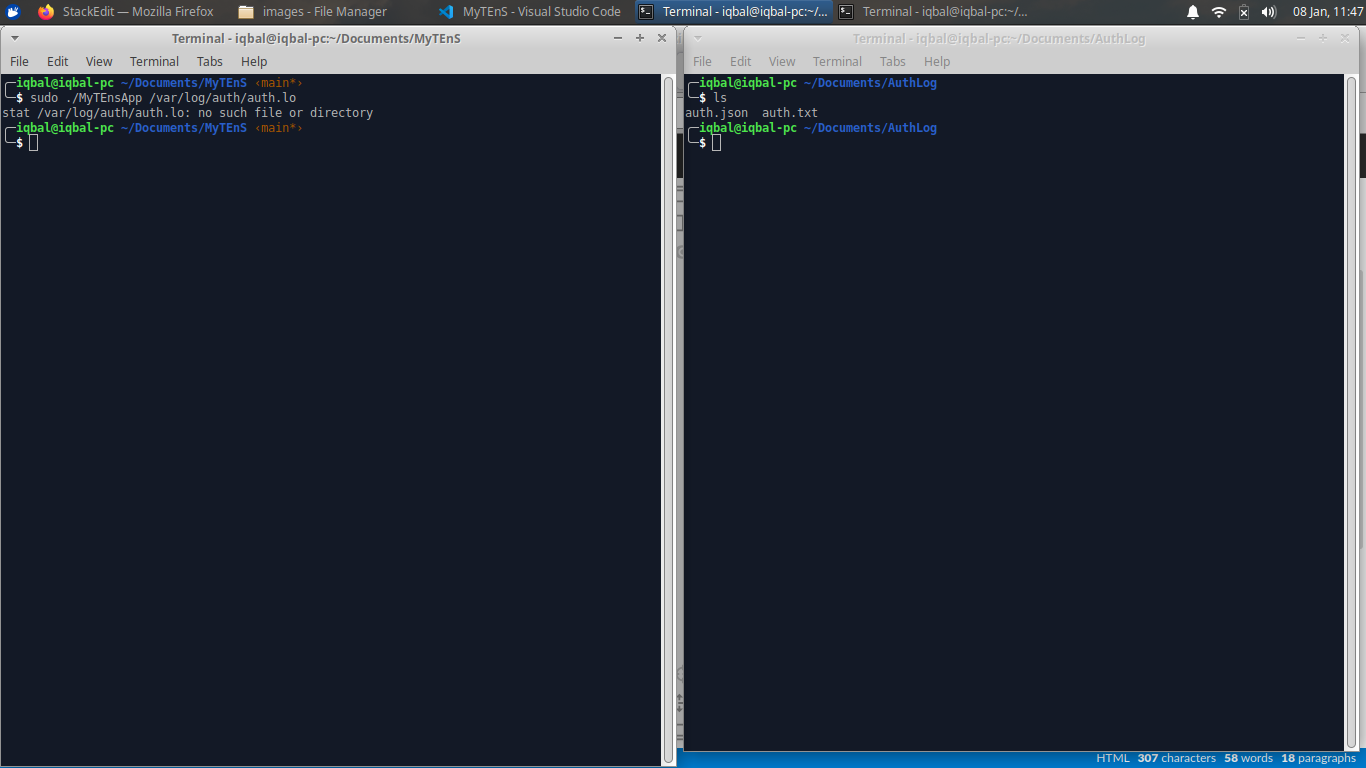 StackEdit — Mozilla Firefox images - File Manager MyTEnS - Visual Studio Code Terminal - iqbal@iqbal-pc:~/... Terminal - iqbal@iqbal-pc:~/... 08 Jan, 11:47
Terminal - iqbal@iqbal-pc:~/Documents/MyTEnS
File Edit View Terminal Tabs Help
iqbal@iqbal-pc ~/Documents/MyTEnS ‹main*›
$ sudo ./MyTEnsApp /var/log/auth/auth.lo
stat /var/log/auth/auth.lo: no such file or directory
iqbal@iqbal-pc ~/Documents/MyTEnS ‹main*›
$
Terminal - iqbal@iqbal-pc:~/Documents/AuthLog
File Edit View Terminal Tabs Help
iqbal@iqbal-pc ~/Documents/AuthLog
$ ls
auth.json auth.txt
iqbal@iqbal-pc ~/Documents/AuthLog
$
HTML 307 characters 58 words 18 paragraphs